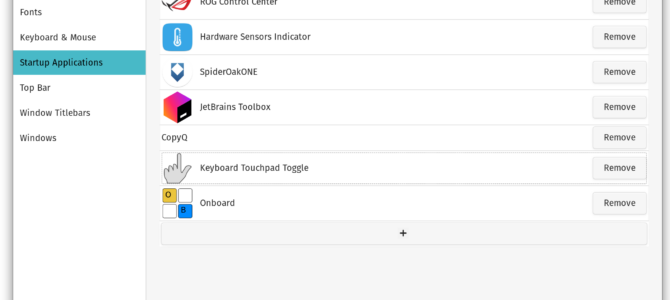 Fonts
Keyboard & Mouse
Startup Applications
Top Bar
Window Titlebars
Windows
ROG Control Center
Remove
Hardware Sensors Indicator
Remove
SpiderOakONE
Remove
JetBrains Toolbox
Remove
CopyQ
Remove
Keyboard Touchpad Toggle
Remove
O
B
Onboard
Remove
+